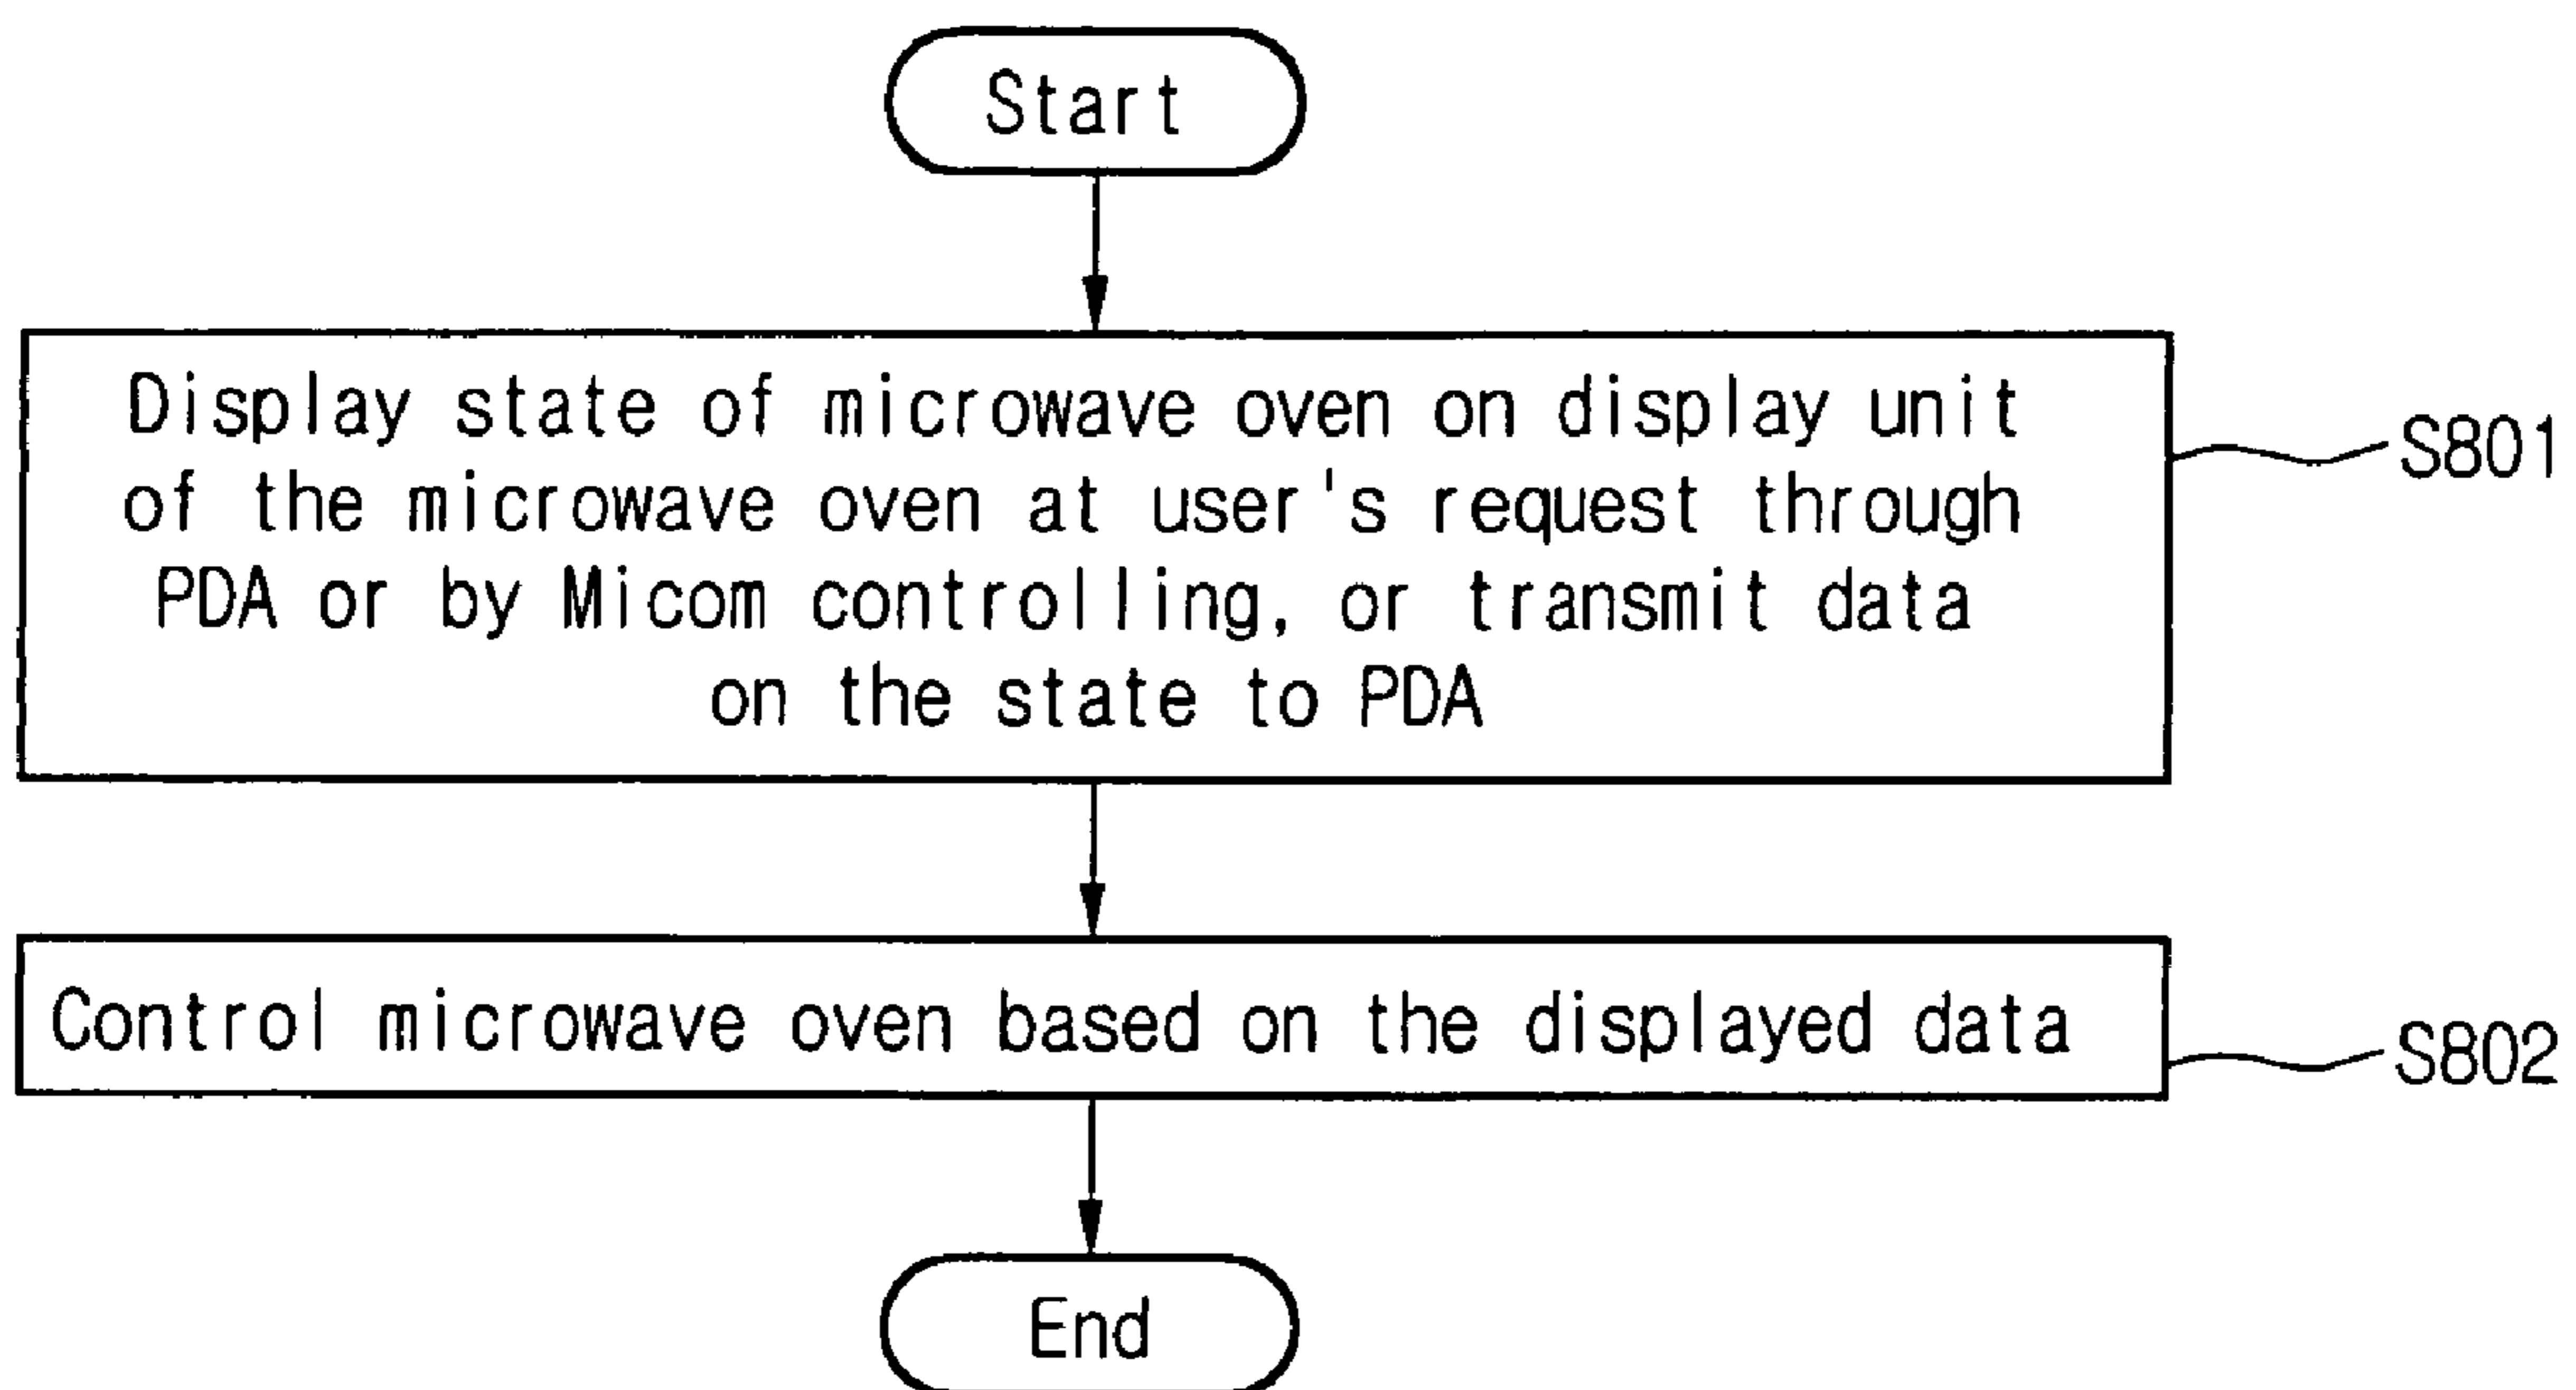 Start
Display state of microwave oven on display unit
of the microwave oven at user's request through
PDA or by Micom controlling, or transmit data
on the state to PDA
S801
Control microwave oven based on the displayed data
S802
End